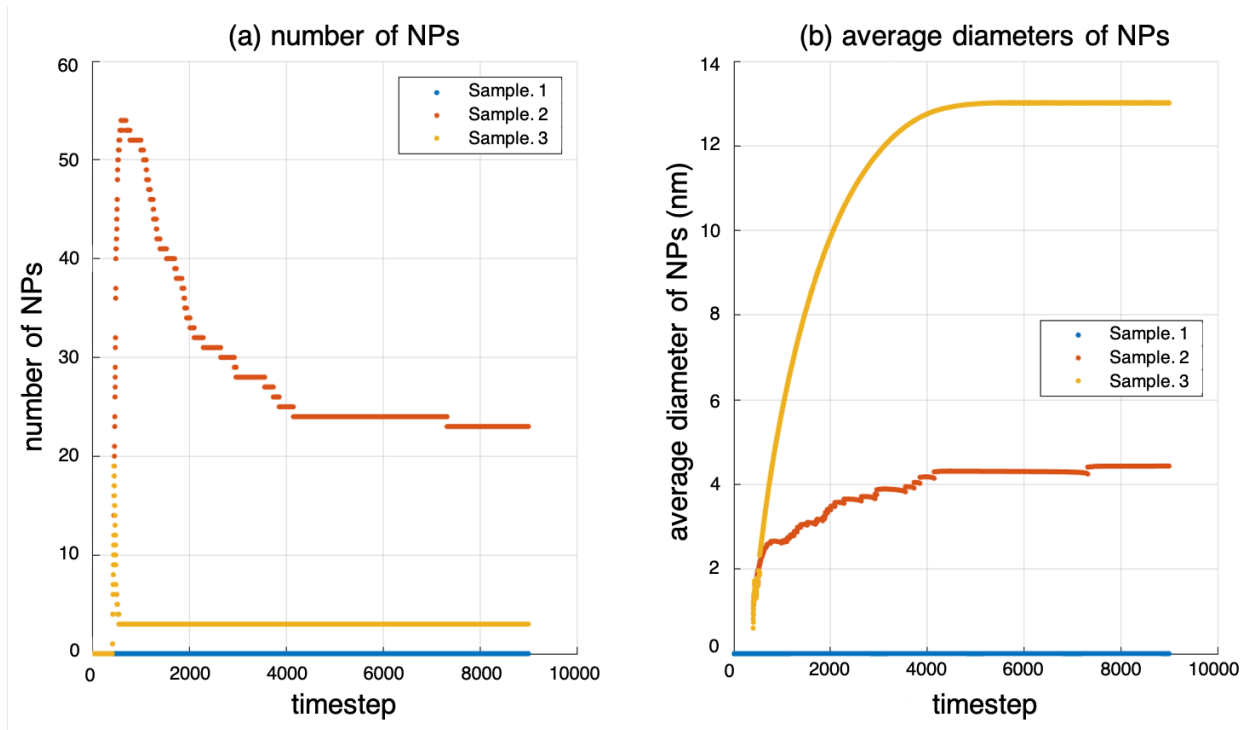 (a) number of NPs
60
50
40
30
20
10
0
0 2000 4000 6000 8000 10000
number of NPs
timestep
Sample. 1
Sample. 2
Sample. 3
(b) average diameters of NPs
14
12
10
8
6
4
2
0
0 2000 4000 6000 8000 10000
average diameter of NPs (nm)
timestep
Sample. 1
Sample. 2
Sample. 3